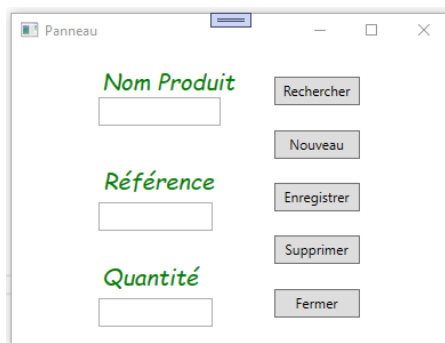 Panneau
Nom Produit
Rechercher
Nouveau
Référence
Enregistrer
Supprimer
Quantité
Fermer